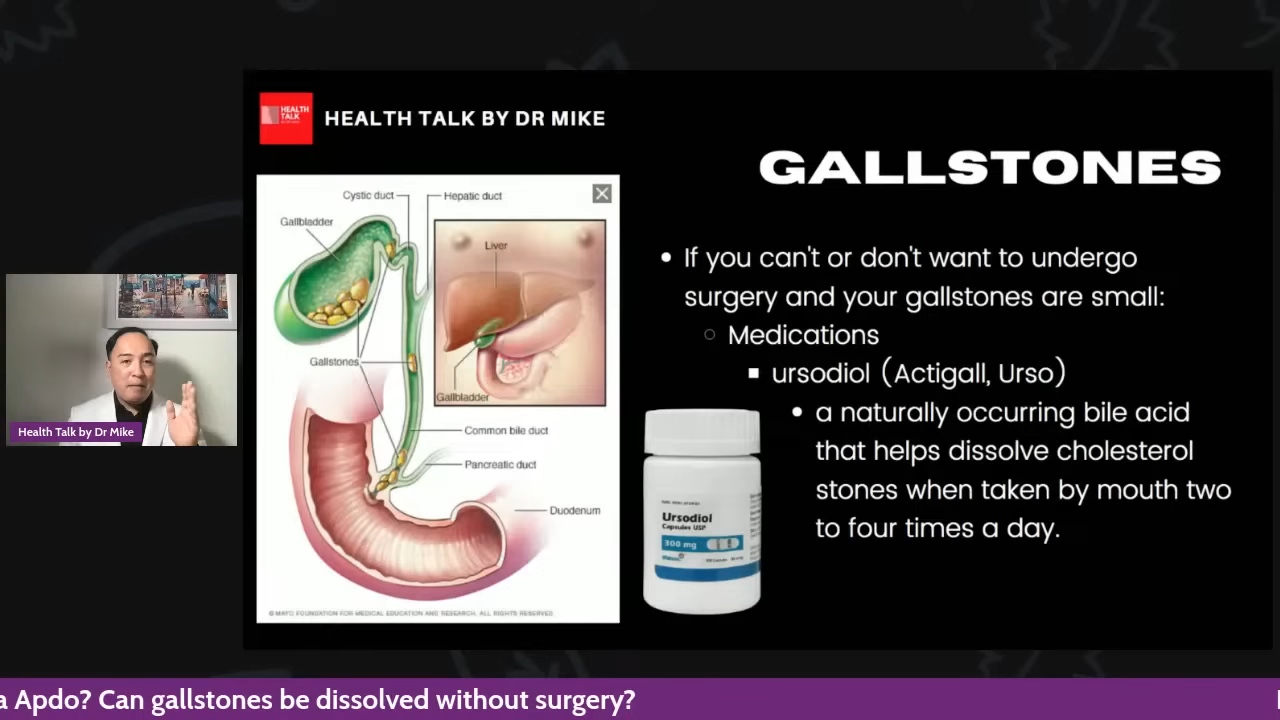 HEALTH
TALK
HEALTH TALK BY DR MIKE
GALLSTONES
Cystic duct
Hepatic duct
Gallbladder
Liver
Gallstones
Gallbladder
Common bile duct
Pancreatic duct
Duodenum
©MAYO FOUNDATION FOR MEDICAL EDUCATION AND RESEARCH. ALL RIGHTS RESERVED.
• If you can't or don't want to undergo
surgery and your gallstones are small:
○ Medications
▪ ursodiol (Actigall, Urso)
• a naturally occurring bile acid
that helps dissolve cholesterol
stones when taken by mouth two
to four times a day.
Ursodiol
Capsules USP
300 mg
Health Talk by Dr Mike
a Apdo? Can gallstones be dissolved without surgery?